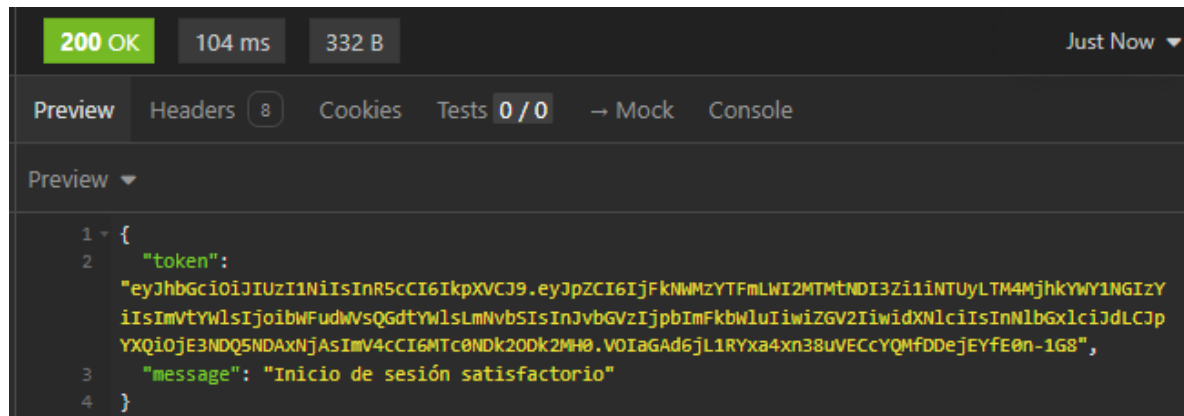 200 OK 104 ms 332 B Just Now
Preview Headers 8 Cookies Tests 0 / 0 → Mock Console
Preview
1 {
2 "token":
"eyJhbGciOiJIUzI1NiIsInR5cCI6IkpXVCJ9.eyJpZCI6IjFkNWMzYTFmLWI2MTMtNDI3Zi1iNTUyLTM4MjhkYWY1NGIzY
iIsImVtYWlsIjoibWFudWVsQGdtYWlsLmNvbSIsInJvbGVzIjpbImFkbWluIiwiZGV2IiwidXNlciIsInNlbGxlciJdLCJp
YXQiOjE3NDQ5NDAxNjAsImV4cCI6MTc0NDk2ODk2MH0.VOIaGAd6jL1RYxa4xn38uVECcYQMfDDejEYfE0n-1G8",
3 "message": "Inicio de sesión satisfactorio"
4 }